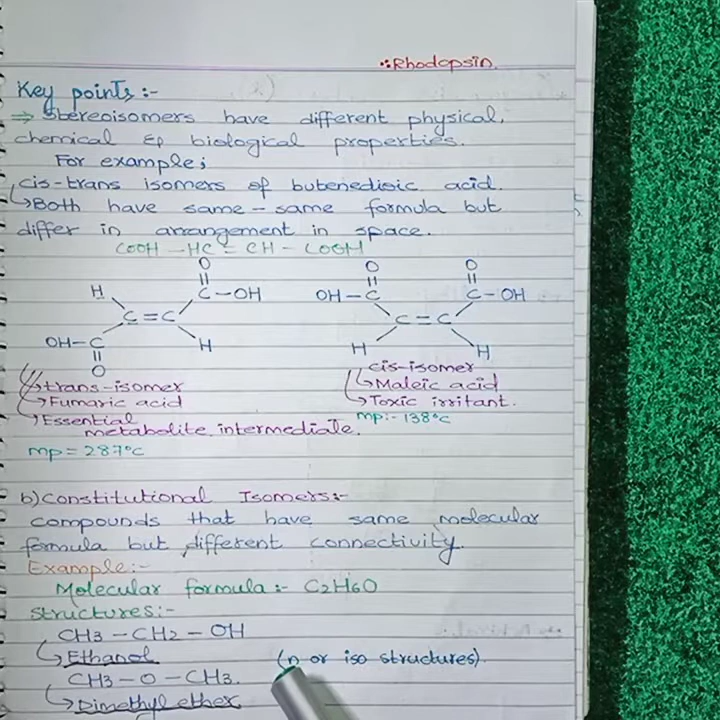 ∴Rhodopsin
Key points:-
⇒ Stereoisomers have different physical,
chemical & biological properties.
For example;
cis-trans isomers of butenedioic acid.
↳Both have same-same formula but
differ in arrangement in space.
COOH-HC=CH-COOH
O O O
|| || ||
H C-OH OH-C C-OH
C=C C=C
OH-C H H H
||
O
↳trans-isomer
↳Fumaric acid
↳Essential
metabolite intermediate.
mp=287°C
cis-isomer
↳Maleic acid
↳Toxic irritant.
mp:-138°C
b)Constitutional Isomers:-
compounds that have same molecular
formula but different connectivity.
Example:-
Molecular formula:- C2H6O
Structures:-
CH3-CH2-OH
↳Ethanol
(n or iso structures).
CH3-O-CH3.
↳Dimethyl ether